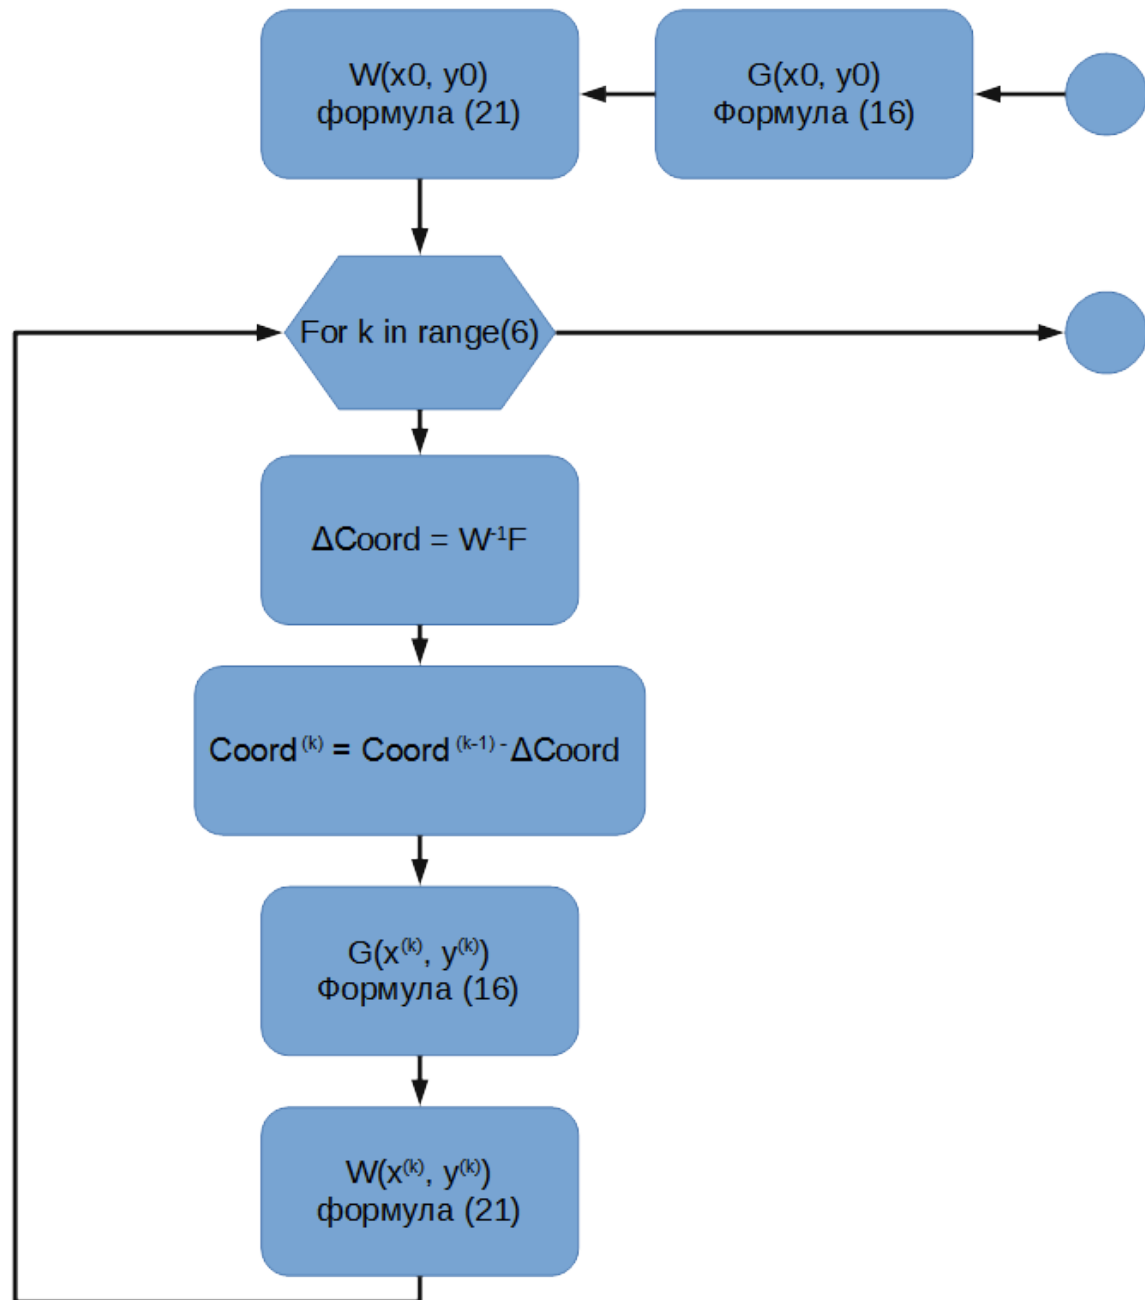 W(x0, y0)
формула (21)
G(x0, y0)
Формула (16)
For k in range(6)
ΔCoord = W⁻¹F
Coord ⁽ᵏ⁾ = Coord ⁽ᵏ⁻¹⁾ ⁻ ΔCoord
G(x⁽ᵏ⁾, y⁽ᵏ⁾)
Формула (16)
W(x⁽ᵏ⁾, y⁽ᵏ⁾)
формула (21)